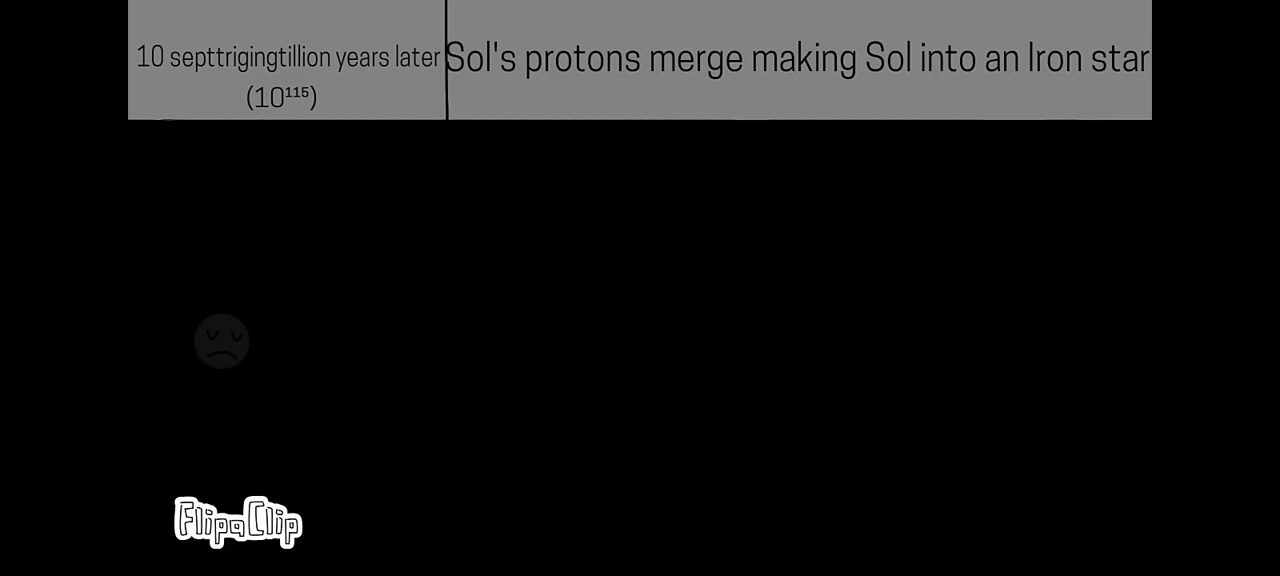 10 septtrigingtillion years later
(10¹¹⁵)
Sol's protons merge making Sol into an Iron star
FlipaClip